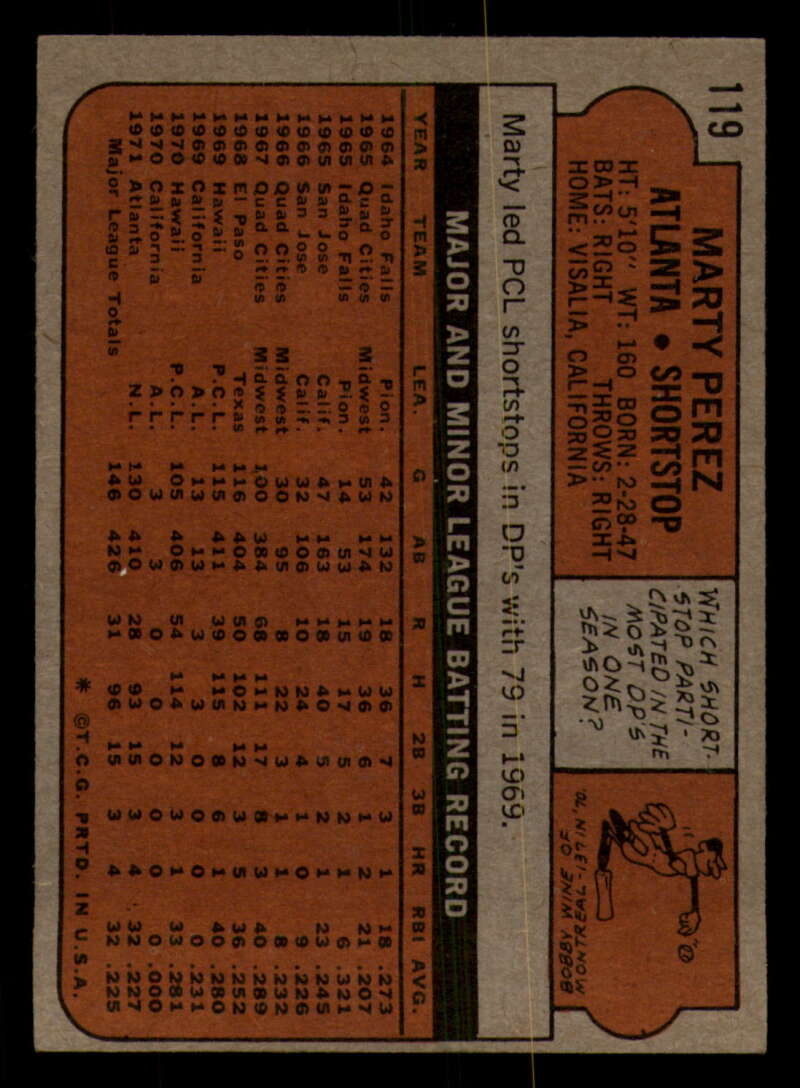 119
MARTY PEREZ
ATLANTA • SHORTSTOP
HT: 5'10" WT: 160 BORN: 2-28-47
BATS: RIGHT THROWS: RIGHT
HOME: VISALIA, CALIFORNIA
WHICH SHORT-
STOP PARTI-
CIPATED IN THE
MOST DP'S
IN ONE
SEASON?
BOBBY WINE OF
MONTREAL-137 IN '70.
Marty led PCL shortstops in DP's with 79 in 1969.
MAJOR AND MINOR LEAGUE BATTING RECORD
YEAR TEAM LEA. G AB R H 2B 3B HR RBI AVG.
1964 Idaho Falls Pion. 42 132 18 36 7 3 1 18 .273
1965 Quad Cities Midwest 53 174 19 36 6 1 2 21 .207
1965 Idaho Falls Pion. 14 53 15 17 5 2 1 6 .321
1965 San Jose Calif. 47 163 18 40 5 2 1 23 .245
1966 San Jose Calif. 32 106 10 24 4 1 0 9 .226
1966 Quad Cities Midwest 30 95 8 22 3 1 1 8 .232
1967 Quad Cities Midwest 100 384 68 111 17 8 3 40 .289
1968 El Paso Texas 116 404 50 102 12 3 5 36 .252
1969 Hawaii P.C.L. 115 411 39 115 8 6 1 40 .280
1969 California A.L. 13 13 3 3 0 0 0 0 .231
1970 Hawaii P.C.L. 105 406 54 114 12 3 1 33 .281
1970 California A.L. 3 3 0 0 0 0 0 0 .000
1971 Atlanta N.L. 130 410 28 93 15 3 4 32 .227
Major League Totals 146 426 31 96 15 3 4 32 .225
* ©T.C.G. PRTD. IN U.S.A.